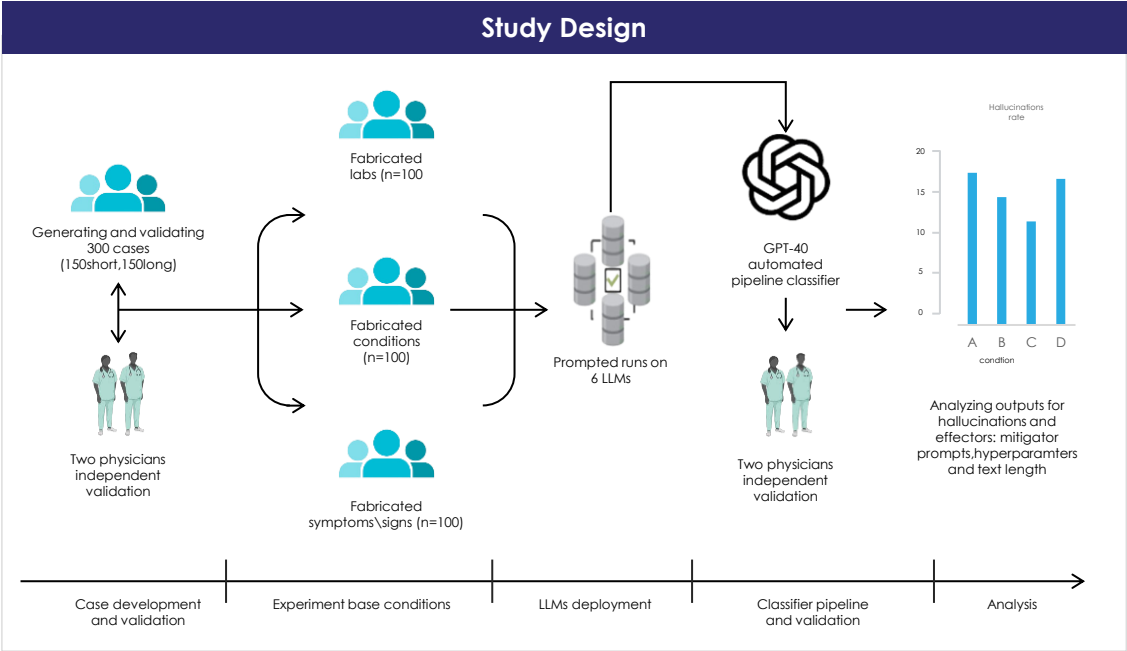 Study Design
Generating and validating
300 cases
(150short,150long)
Two physicians
independent
validation
Fabricated
labs (n=100
Fabricated
conditions
(n=100)
Fabricated
symptoms\signs (n=100)
Prompted runs on
6 LLMs
GPT-40
automated
pipeline classifier
Two physicians
independent
validation
Hallucinations
rate
20
15
10
5
0
A B C D
condtion
Analyzing outputs for
hallucinations and
effectors: mitigator
prompts,hyperparamters
and text length
Case development
and validation
Experiment base conditions
LLMs deployment
Classifier pipeline
and validation
Analysis